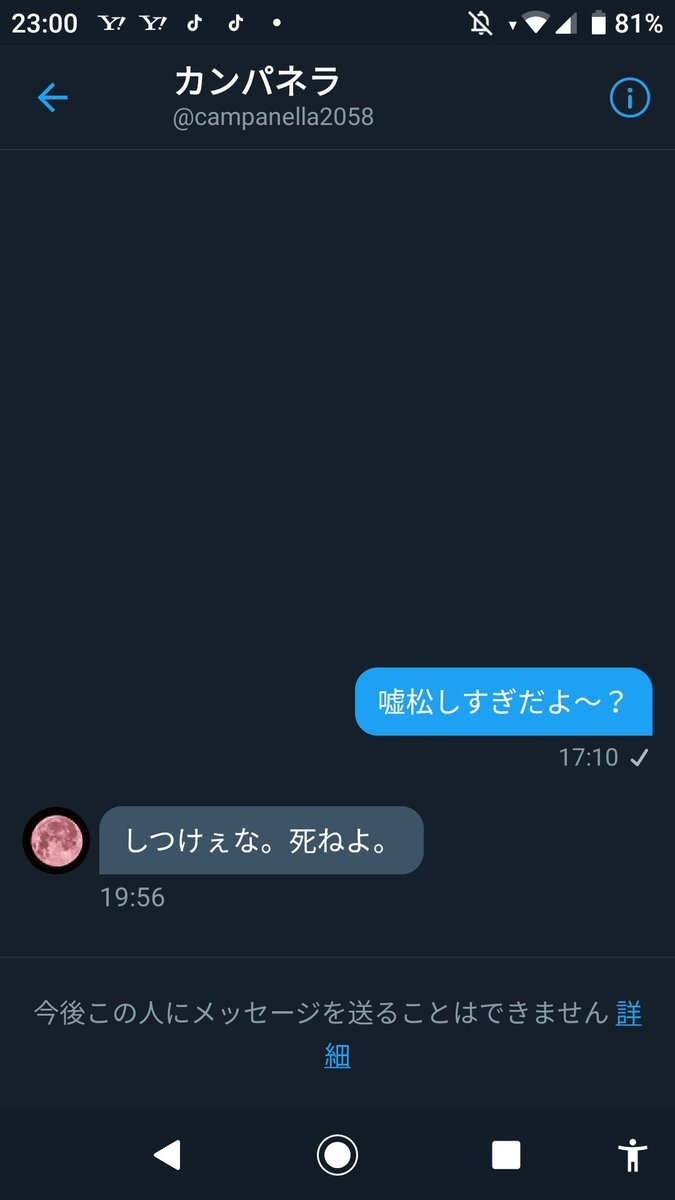 23:00 Y! Y! 81%
カンパネラ
@campanella2058
嘘松しすぎだよ〜？
17:10
しつけぇな。死ねよ。
19:56
今後この人にメッセージを送ることはできません 詳
細